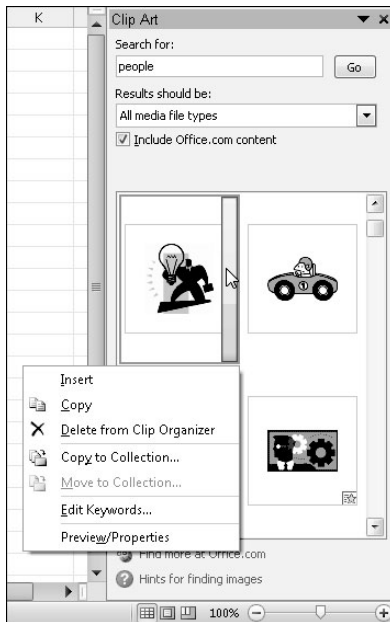 K
Clip Art
Search for:
people
Go
Results should be:
All media file types
Include Office.com content
1
Insert
Copy
Delete from Clip Organizer
Copy to Collection...
Move to Collection...
Edit Keywords...
Preview/Properties
Find more at Office.com
Hints for finding images
100%